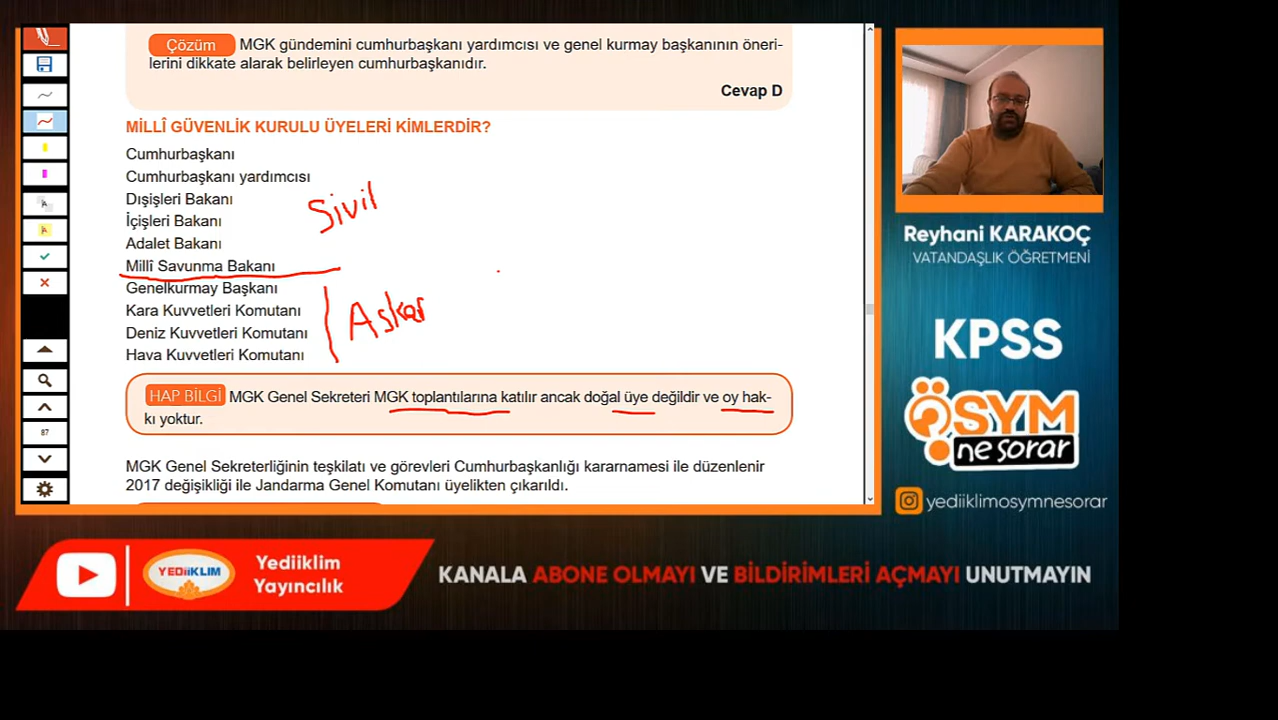 Çözüm MGK gündemini cumhurbaşkanı yardımcısı ve genel kurmay başkanının öneri-
lerini dikkate alarak belirleyen cumhurbaşkanıdır.
Cevap D
MİLLÎ GÜVENLİK KURULU ÜYELERİ KİMLERDİR?
Cumhurbaşkanı
Cumhurbaşkanı yardımcısı
Dışişleri Bakanı
İçişleri Bakanı
Adalet Bakanı
Millî Savunma Bakanı
Sivil
Genelkurmay Başkanı
Kara Kuvvetleri Komutanı
Deniz Kuvvetleri Komutanı
Hava Kuvvetleri Komutanı
Asker
HAP BİLGİ MGK Genel Sekreteri MGK toplantılarına katılır ancak doğal üye değildir ve oy hak-
kı yoktur.
MGK Genel Sekreterliğinin teşkilatı ve görevleri Cumhurbaşkanlığı kararnamesi ile düzenlenir
2017 değişikliği ile Jandarma Genel Komutanı üyelikten çıkarıldı.
87
Reyhani KARAKOÇ
VATANDAŞLIK ÖĞRETMENİ
KPSS
ÖSYM
ne sorar
yediiklimosymnesorar
YEDiiKLIM
Yediiklim
Yayıncılık
KANALA ABONE OLMAYI VE BİLDİRİMLERİ AÇMAYI UNUTMAYIN